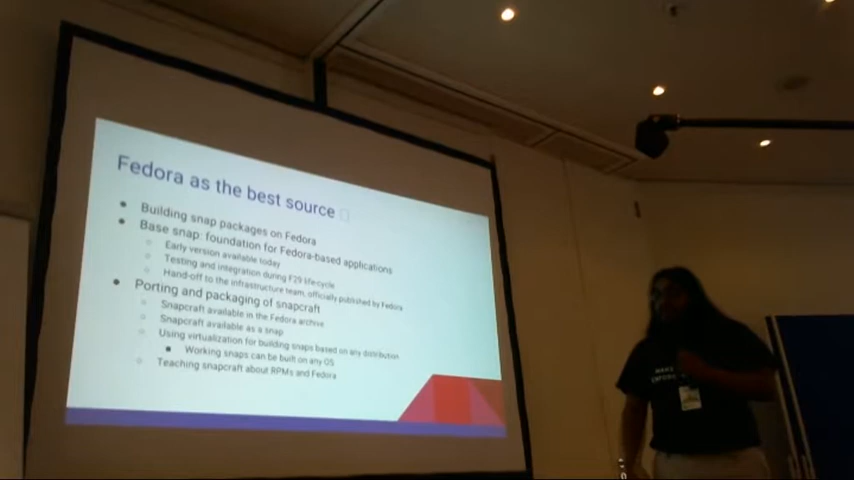 Fedora as the best source
Building snap packages on Fedora
Base snap: foundation for Fedora-based applications
Early version available today
Testing and integration during F29 lifecycle
Hand-off to the infrastructure team, officially published by Fedora
Porting and packaging of snapcraft
Snapcraft available in the Fedora archive
Snapcraft available as a snap
Using virtualization for building snaps based on any distribution
Working snaps can be built on any OS
Teaching snapcraft about RPMs and Fedora
MAKE